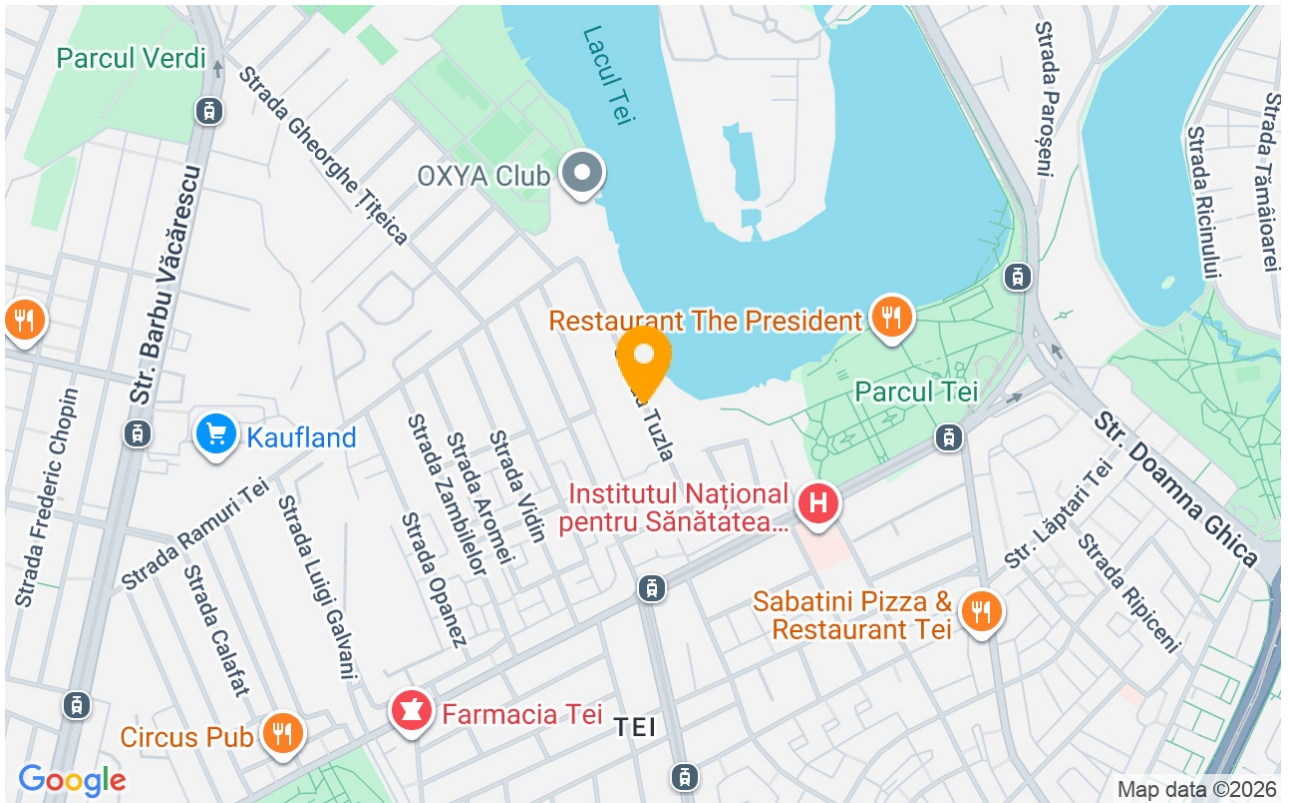 Parcul Verdi
Strada Gheorghe Țițeica
Lacul Tei
Strada Paroșeni
Strada Ricinului
Strada Tămâioarei
OXYA Club
Str. Barbu Văcărescu
Restaurant The President
Parcul Tei
Tuzla
Kaufland
Strada Frederic Chopin
Strada Ramuri Tei
Strada Zambilelor
Strada Aromei
Strada Vidin
Strada Opanez
Strada Luigi Galvani
Strada Calafat
Institutul Național
pentru Sănătatea...
H
Str. Doamna Ghica
Str. Lăptari Tei
Strada Ripiceni
Sabatini Pizza &
Restaurant Tei
Farmacia Tei
TEI
Circus Pub
Google
Map data ©2026